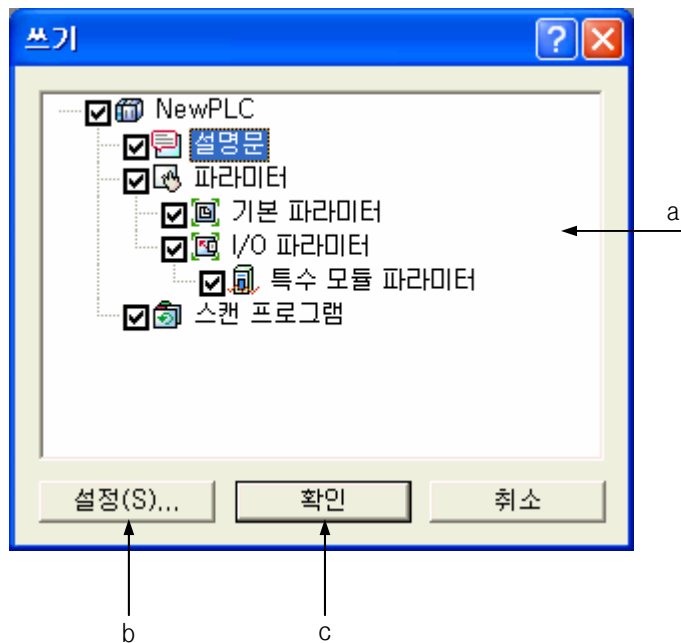 쓰기
NewPLC
설명문
파라미터
기본 파라미터
I/O 파라미터
특수 모듈 파라미터
스캔 프로그램
a
설정(S)...
확인
취소
b
c